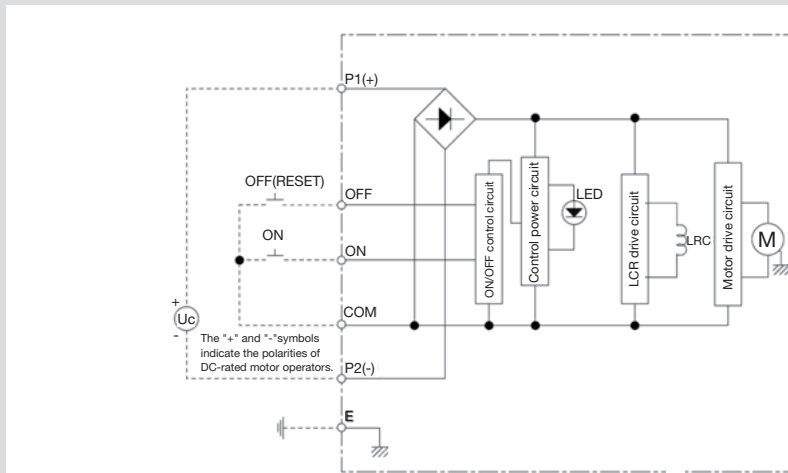 P1(+)
OFF(RESET)
OFF
ON
ON
COM
+
Uc
-
The "+" and "-"symbols
indicate the polarities of
DC-rated motor operators.
P2(-)
E
ON/OFF control circuit
Control power circuit
LED
LCR drive circuit
LRC
Motor drive circuit
M